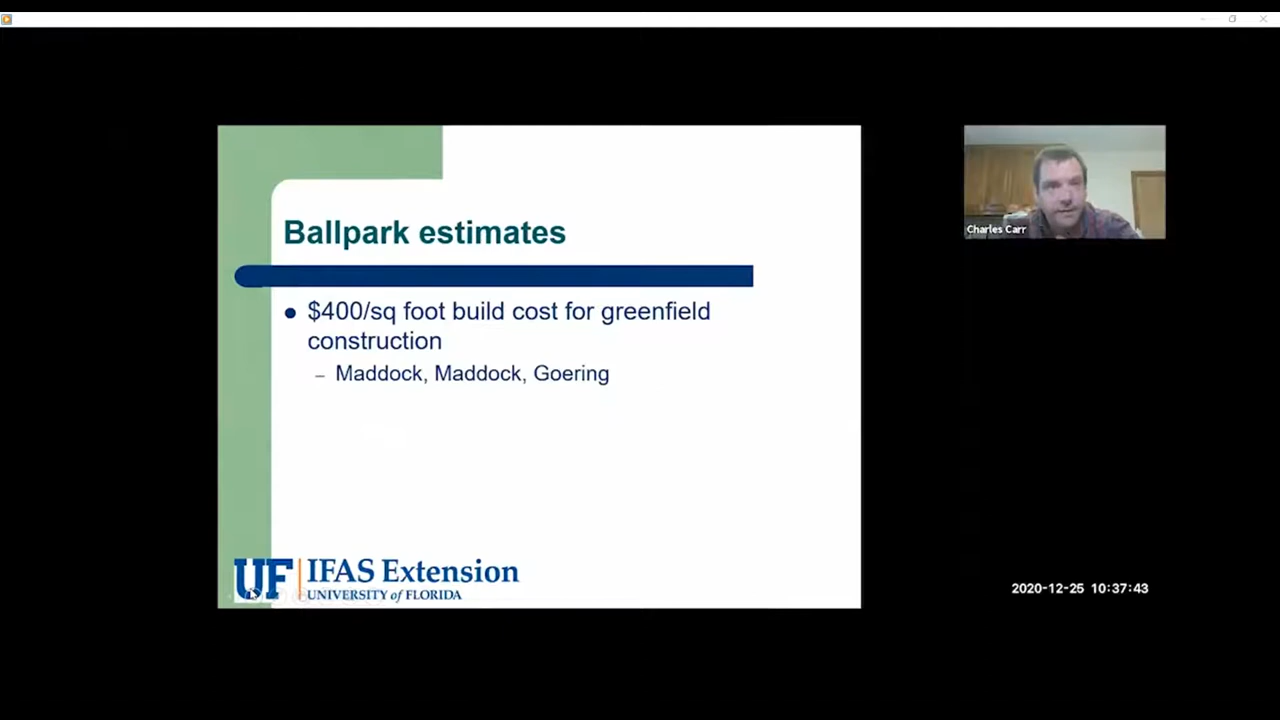 Ballpark estimates
$400/sq foot build cost for greenfield
construction
Maddock, Maddock, Goering
UF IFAS Extension
UNIVERSITY of FLORIDA
Charles Carr
2020-12-25 10:37:43